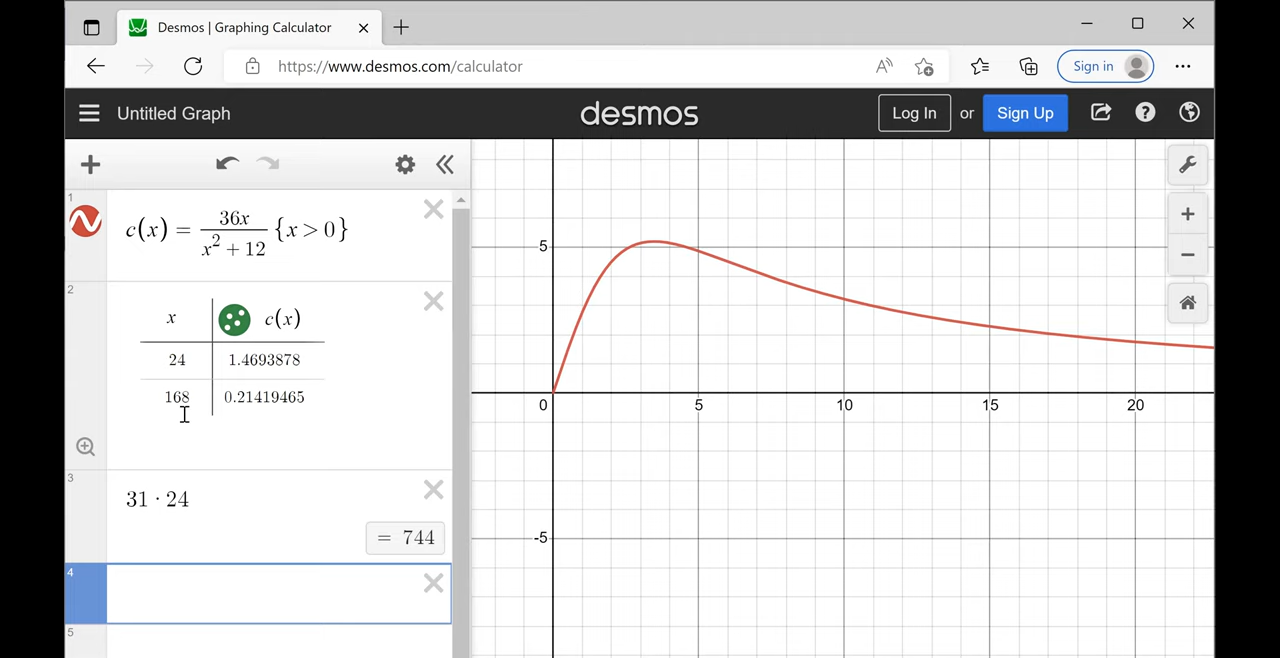 Desmos | Graphing Calculator
https://www.desmos.com/calculator
Sign in
Untitled Graph
desmos
Log In or Sign Up
1
c(x) = 36x / (x² + 12) {x > 0}
2
x c(x)
24 1.4693878
168 0.21419465
3
31 · 24
= 744
4
5
5
0 5 10 15 20
-5